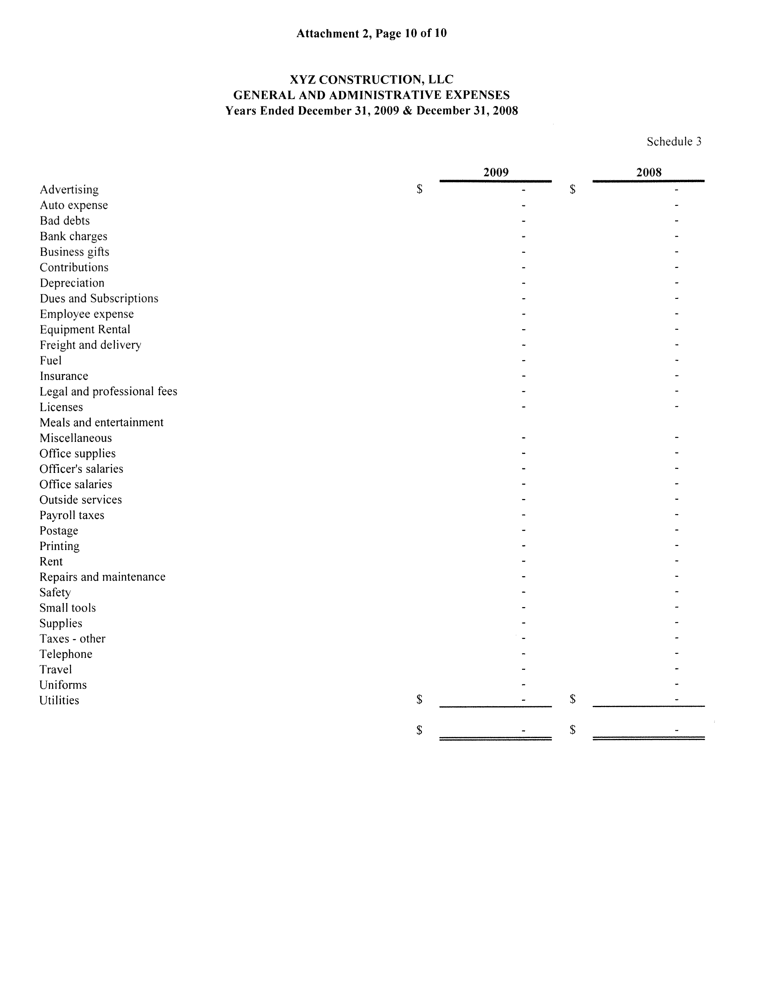 Attachment 2, Page 10 of 10
XYZ CONSTRUCTION, LLC
GENERAL AND ADMINISTRATIVE EXPENSES
Years Ended December 31, 2009 & December 31, 2008
Schedule 3
2009 2008
Advertising $ - $ -
Auto expense - -
Bad debts - -
Bank charges - -
Business gifts - -
Contributions - -
Depreciation - -
Dues and Subscriptions - -
Employee expense - -
Equipment Rental - -
Freight and delivery - -
Fuel - -
Insurance - -
Legal and professional fees - -
Licenses - -
Meals and entertainment
Miscellaneous - -
Office supplies - -
Officer's salaries - -
Office salaries - -
Outside services - -
Payroll taxes - -
Postage - -
Printing - -
Rent - -
Repairs and maintenance - -
Safety - -
Small tools - -
Supplies - -
Taxes - other - -
Telephone - -
Travel - -
Uniforms - -
Utilities $ - $ -
$ - $ -